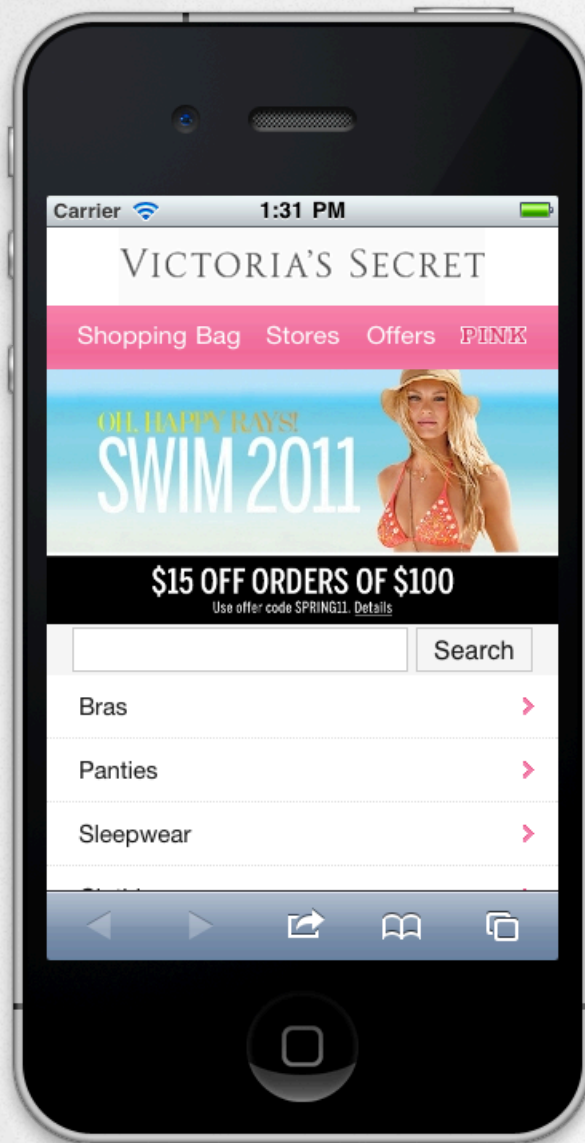 Carrier 1:31 PM
VICTORIA'S SECRET
Shopping Bag Stores Offers PINK
OH, HAPPY RAYS!
SWIM 2011
$15 OFF ORDERS OF $100
Use offer code SPRING11. Details
Search
Bras
Panties
Sleepwear